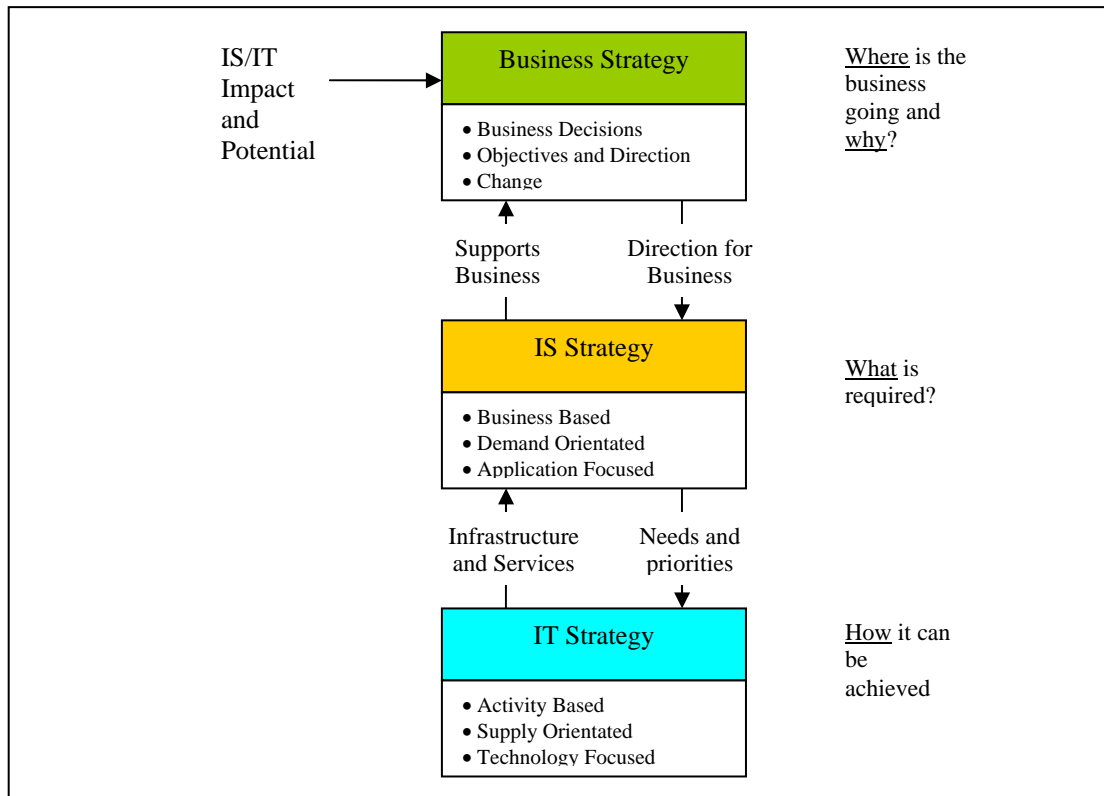 IS/IT
Impact
and
Potential
Business Strategy
• Business Decisions
• Objectives and Direction
• Change
Where is the
business
going and
why?
Supports
Business
Direction for
Business
IS Strategy
• Business Based
• Demand Orientated
• Application Focused
What is
required?
Infrastructure
and Services
Needs and
priorities
IT Strategy
• Activity Based
• Supply Orientated
• Technology Focused
How it can
be
achieved